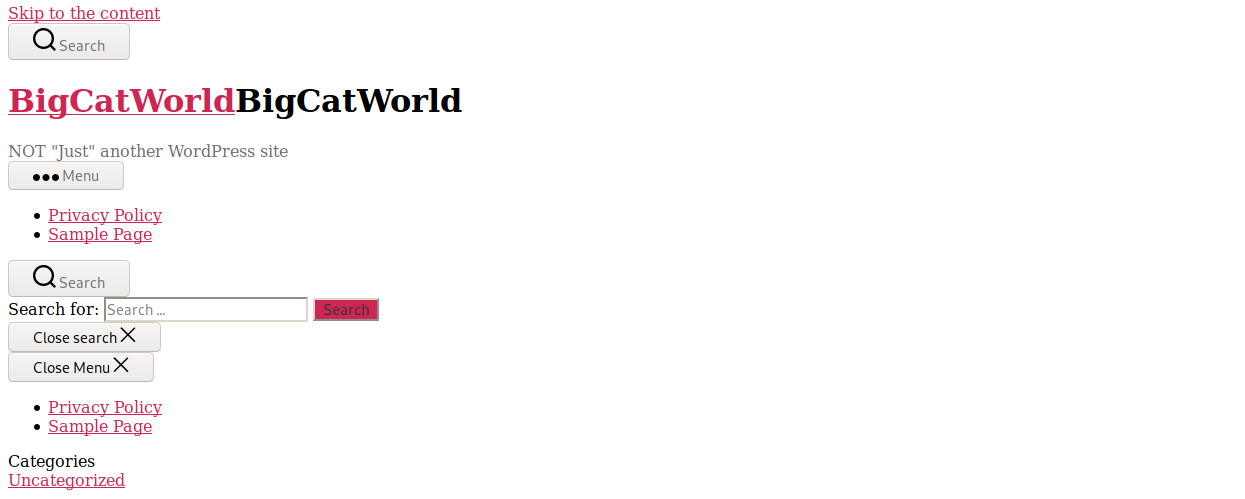 Skip to the content
Search
BigCatWorldBigCatWorld
NOT "Just" another WordPress site
Menu
Privacy Policy
Sample Page
Search
Search for: Search … Search
Close search
Close Menu
Privacy Policy
Sample Page
Categories
Uncategorized